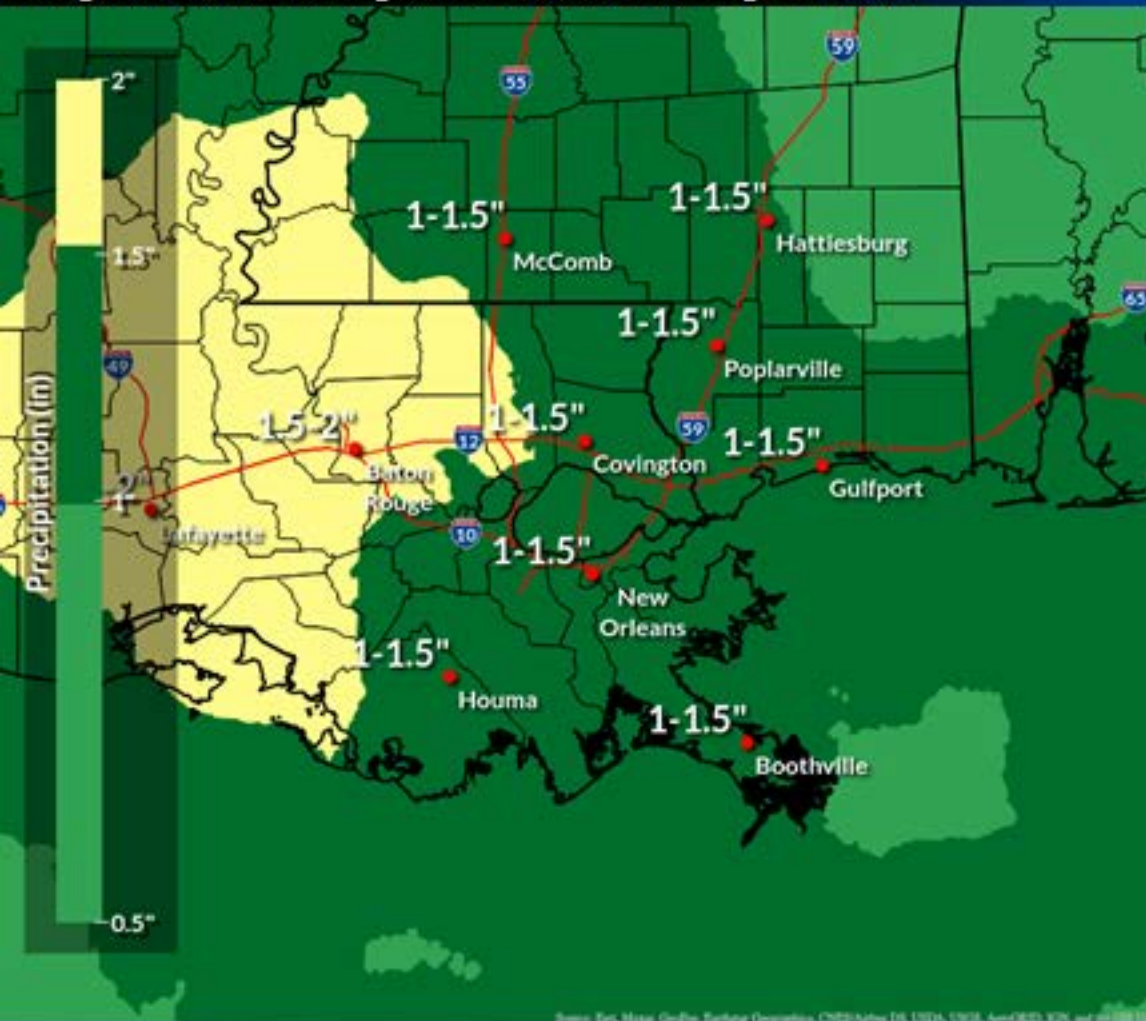 2"
59
55
1-1.5"
1-1.5"
Hattiesburg
1.5"
McComb
65
1-1.5"
49
Poplarville
1.5-2"
1-1.5"
12
59
1-1.5"
Covington
Baton
Rouge
Gulfport
2"
1"
Lafayette
10
1-1.5"
New
Orleans
Precipitation (in)
1-1.5"
Houma
1-1.5"
Boothville
0.5"